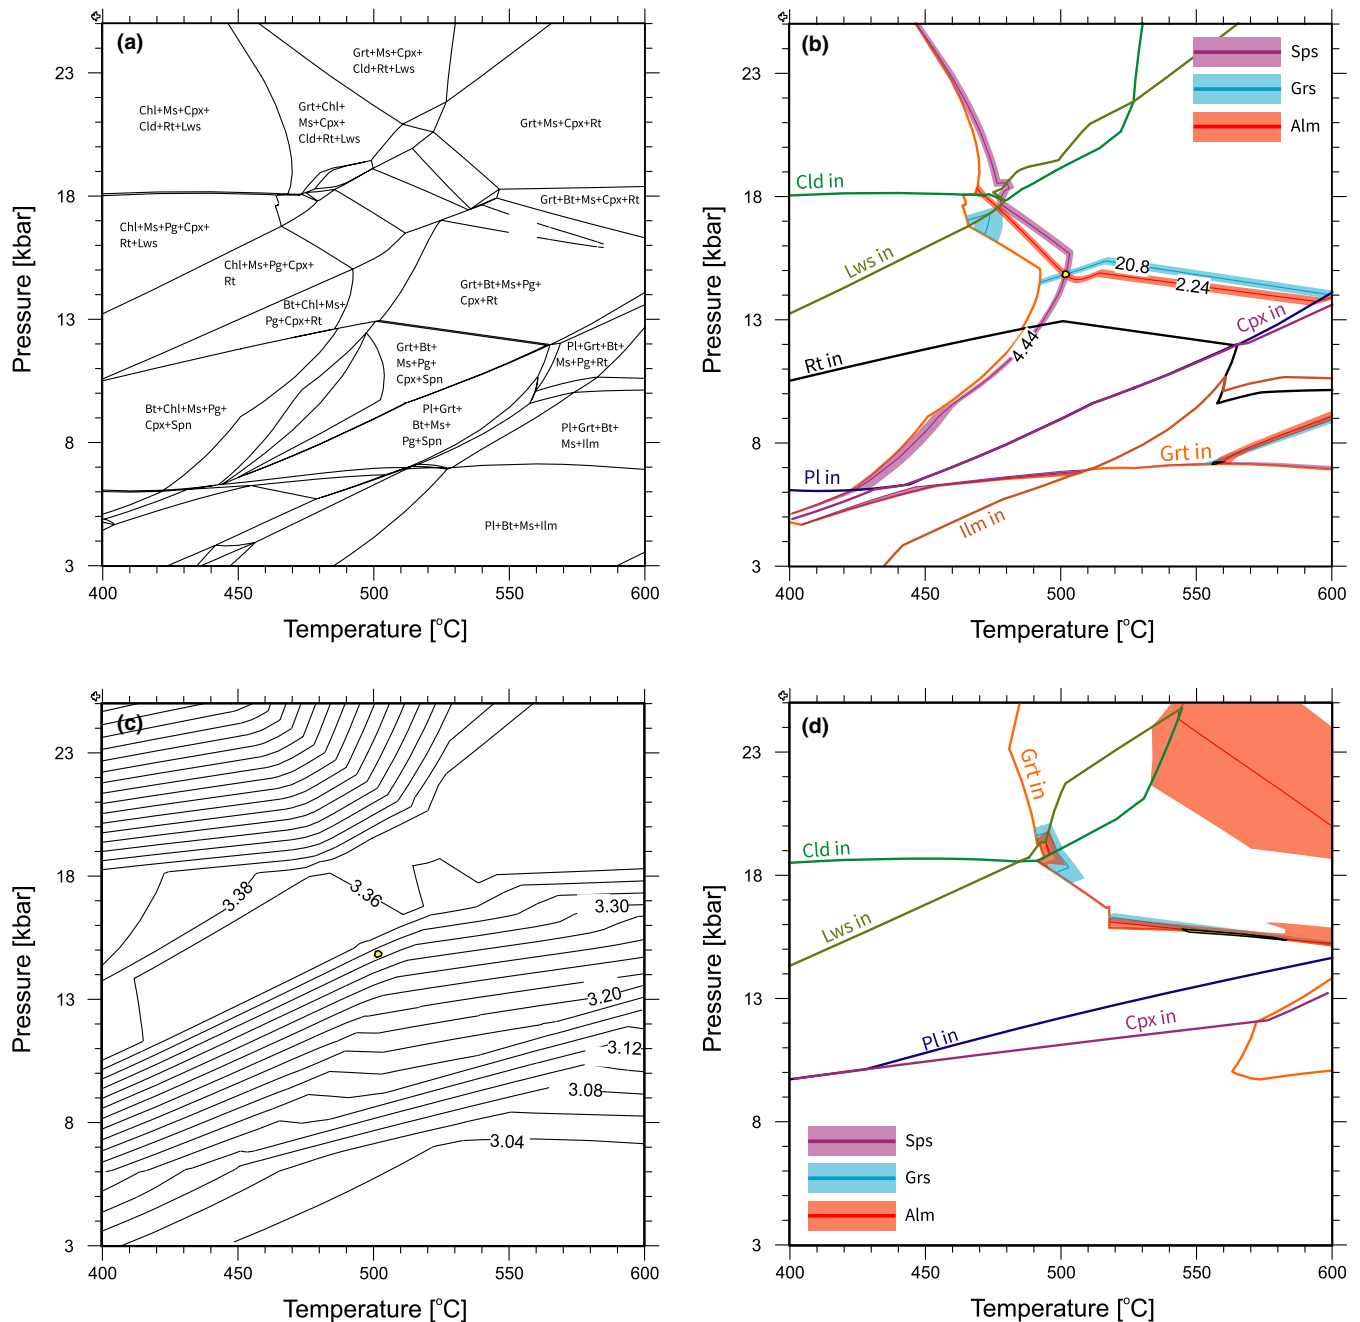 (a)
Grt+Ms+Cpx+
Cld+Rt+Lws
Chl+Ms+Cpx+
Cld+Rt+Lws
Grt+Chl+
Ms+Cpx+
Cld+Rt+Lws
Grt+Ms+Cpx+Rt
Grt+Bt+Ms+Cpx+Rt
Chl+Ms+Pg+Cpx+
Rt+Lws
Chl+Ms+Pg+Cpx+
Rt
Grt+Bt+Ms+Pg+
Cpx+Rt
Bt+Chl+Ms+
Pg+Cpx+Rt
Grt+Bt+
Ms+Pg+
Cpx+Spn
Pl+Grt+Bt+
Ms+Pg+Rt
Bt+Chl+Ms+Pg+
Cpx+Spn
Pl+Grt+
Bt+Ms+
Pg+Spn
Pl+Grt+Bt+
Ms+Ilm
Pl+Bt+Ms+Ilm
23
18
13
8
3
Pressure [kbar]
400 450 500 550 600
Temperature [°C]
(b)
Sps
Grs
Alm
Cld in
Lws in
20.8
2.24
Cpx in
4.44
Rt in
Pl in
Grt in
Ilm in
23
18
13
8
3
Pressure [kbar]
400 450 500 550 600
Temperature [°C]
(c)
3.38
3.36
3.30
3.20
3.12
3.08
3.04
23
18
13
8
3
Pressure [kbar]
400 450 500 550 600
Temperature [°C]
(d)
Grt in
Cld in
Lws in
Pl in
Cpx in
Sps
Grs
Alm
23
18
13
8
3
Pressure [kbar]
400 450 500 550 600
Temperature [°C]